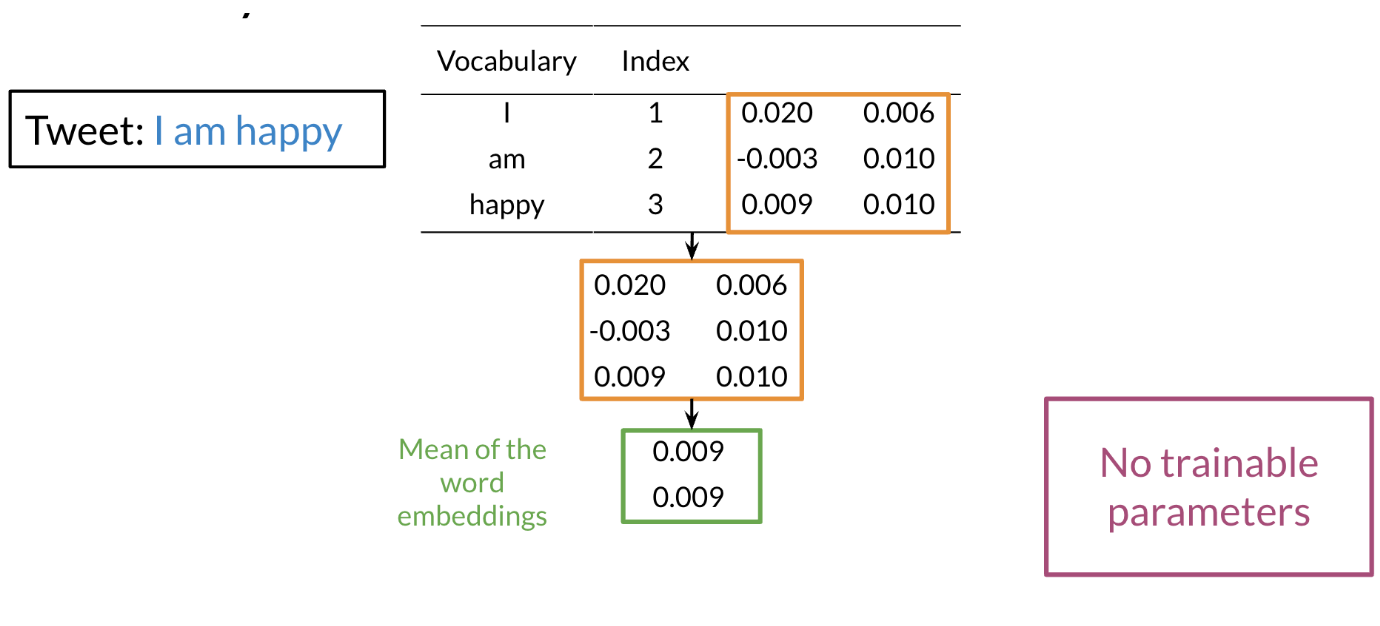 Vocabulary Index
Tweet: I am happy
I 1 0.020 0.006
am 2 -0.003 0.010
happy 3 0.009 0.010
0.020 0.006
-0.003 0.010
0.009 0.010
Mean of the
word
embeddings
0.009
0.009
No trainable
parameters